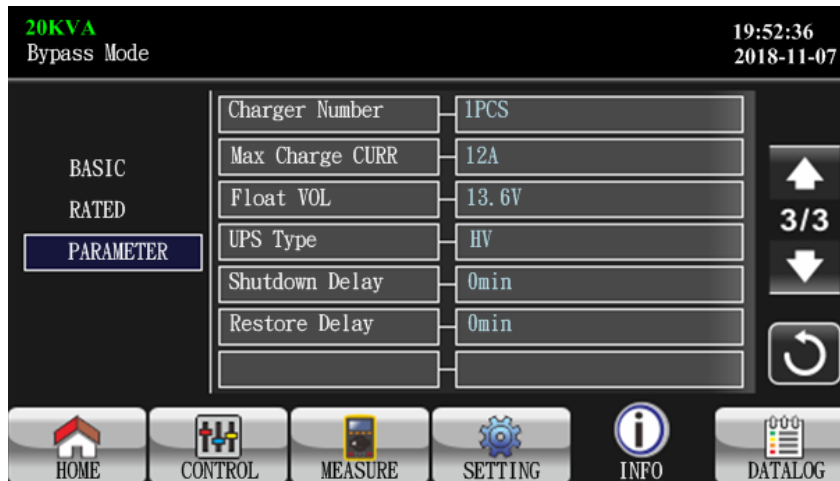 20KVA
Bypass Mode
19:52:36
2018-11-07
BASIC
RATED
PARAMETER
Charger Number 1PCS
Max Charge CURR 12A
Float VOL 13.6V
UPS Type HV
Shutdown Delay 0min
Restore Delay 0min
3/3
HOME CONTROL MEASURE SETTING INFO DATALOG